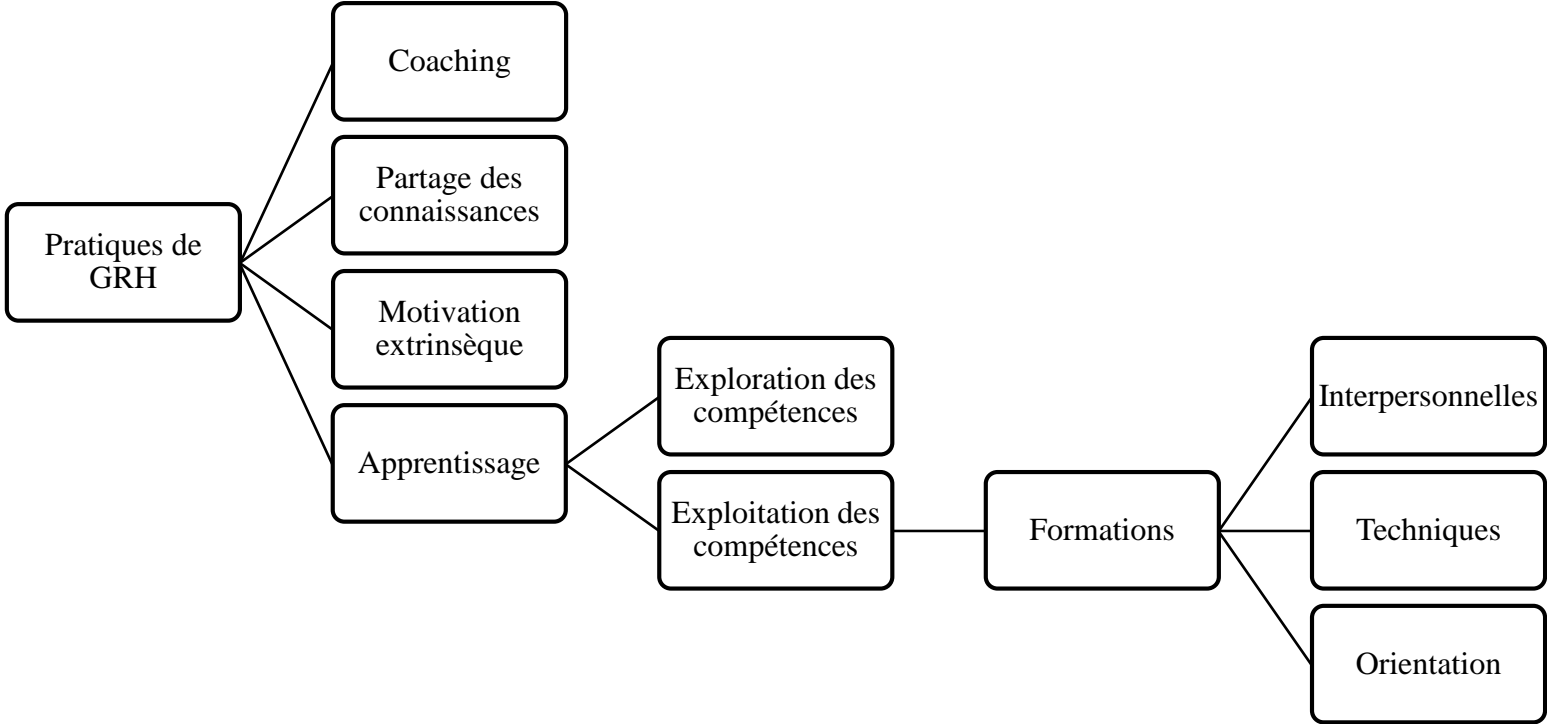 Pratiques de
GRH
Coaching
Partage des
connaissances
Motivation
extrinsèque
Apprentissage
Exploration des
compétences
Exploitation des
compétences
Formations
Interpersonnelles
Techniques
Orientation